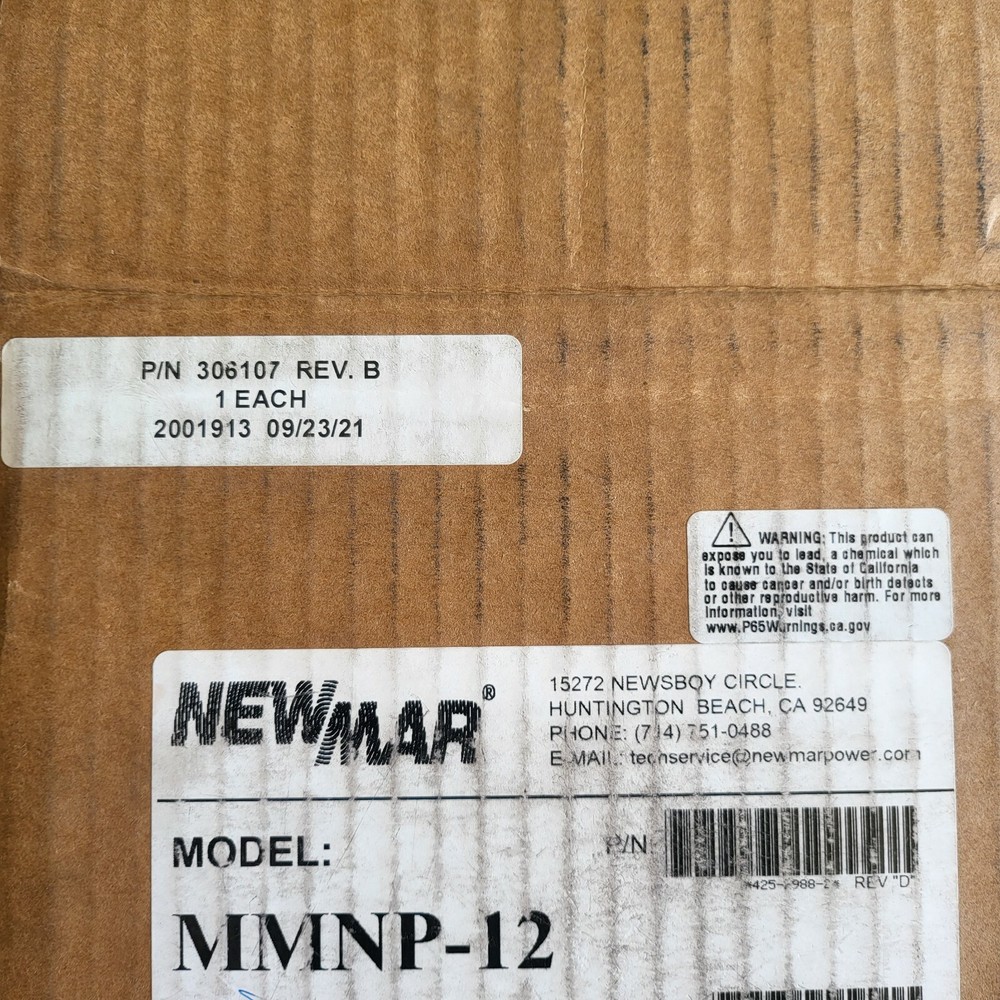 P/N 306107 REV. B
1 EACH
2001913 09/23/21
WARNING: This product can
expose you to lead, a chemical which
is known to the State of California
to cause cancer and/or birth defects
or other reproductive harm. For more
information, visit
www.P65Warnings.ca.gov
NEWMAR®
15272 NEWSBOY CIRCLE.
HUNTINGTON BEACH, CA 92649
PHONE: (714) 751-0488
E-MAIL: techservice@newmarpower.com
MODEL:
P/N:
REV "D"
MMNP-12